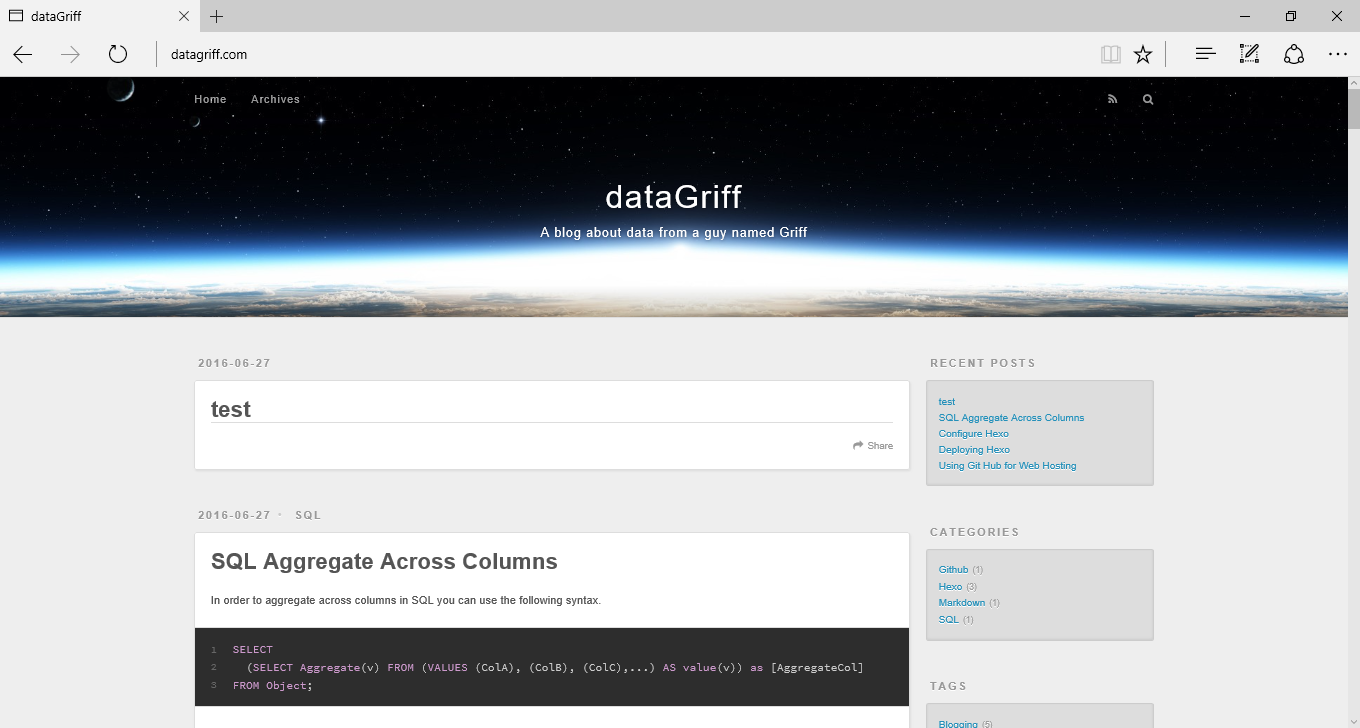 dataGriff
datagriff.com
Home Archives
dataGriff
A blog about data from a guy named Griff
2016-06-27
test
Share
2016-06-27 · SQL
SQL Aggregate Across Columns
In order to aggregate across columns in SQL you can use the following syntax.
1 SELECT
2 (SELECT Aggregate(v) FROM (VALUES (ColA), (ColB), (ColC),...) AS value(v)) as [AggregateCol]
3 FROM Object;
RECENT POSTS
test
SQL Aggregate Across Columns
Configure Hexo
Deploying Hexo
Using Git Hub for Web Hosting
CATEGORIES
Github (1)
Hexo (3)
Markdown (1)
SQL (1)
TAGS
Blogging (5)